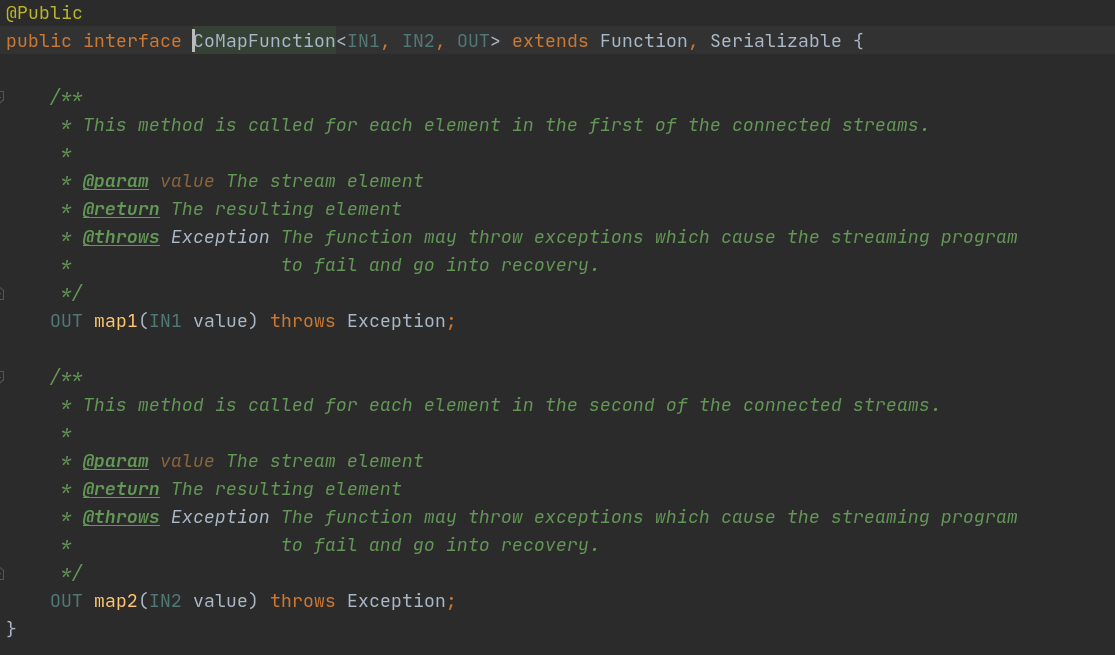 @Public
public interface CoMapFunction<IN1, IN2, OUT> extends Function, Serializable {
/**
* This method is called for each element in the first of the connected streams.
*
* @param value The stream element
* @return The resulting element
* @throws Exception The function may throw exceptions which cause the streaming program
* to fail and go into recovery.
*/
OUT map1(IN1 value) throws Exception;
/**
* This method is called for each element in the second of the connected streams.
*
* @param value The stream element
* @return The resulting element
* @throws Exception The function may throw exceptions which cause the streaming program
* to fail and go into recovery.
*/
OUT map2(IN2 value) throws Exception;
}